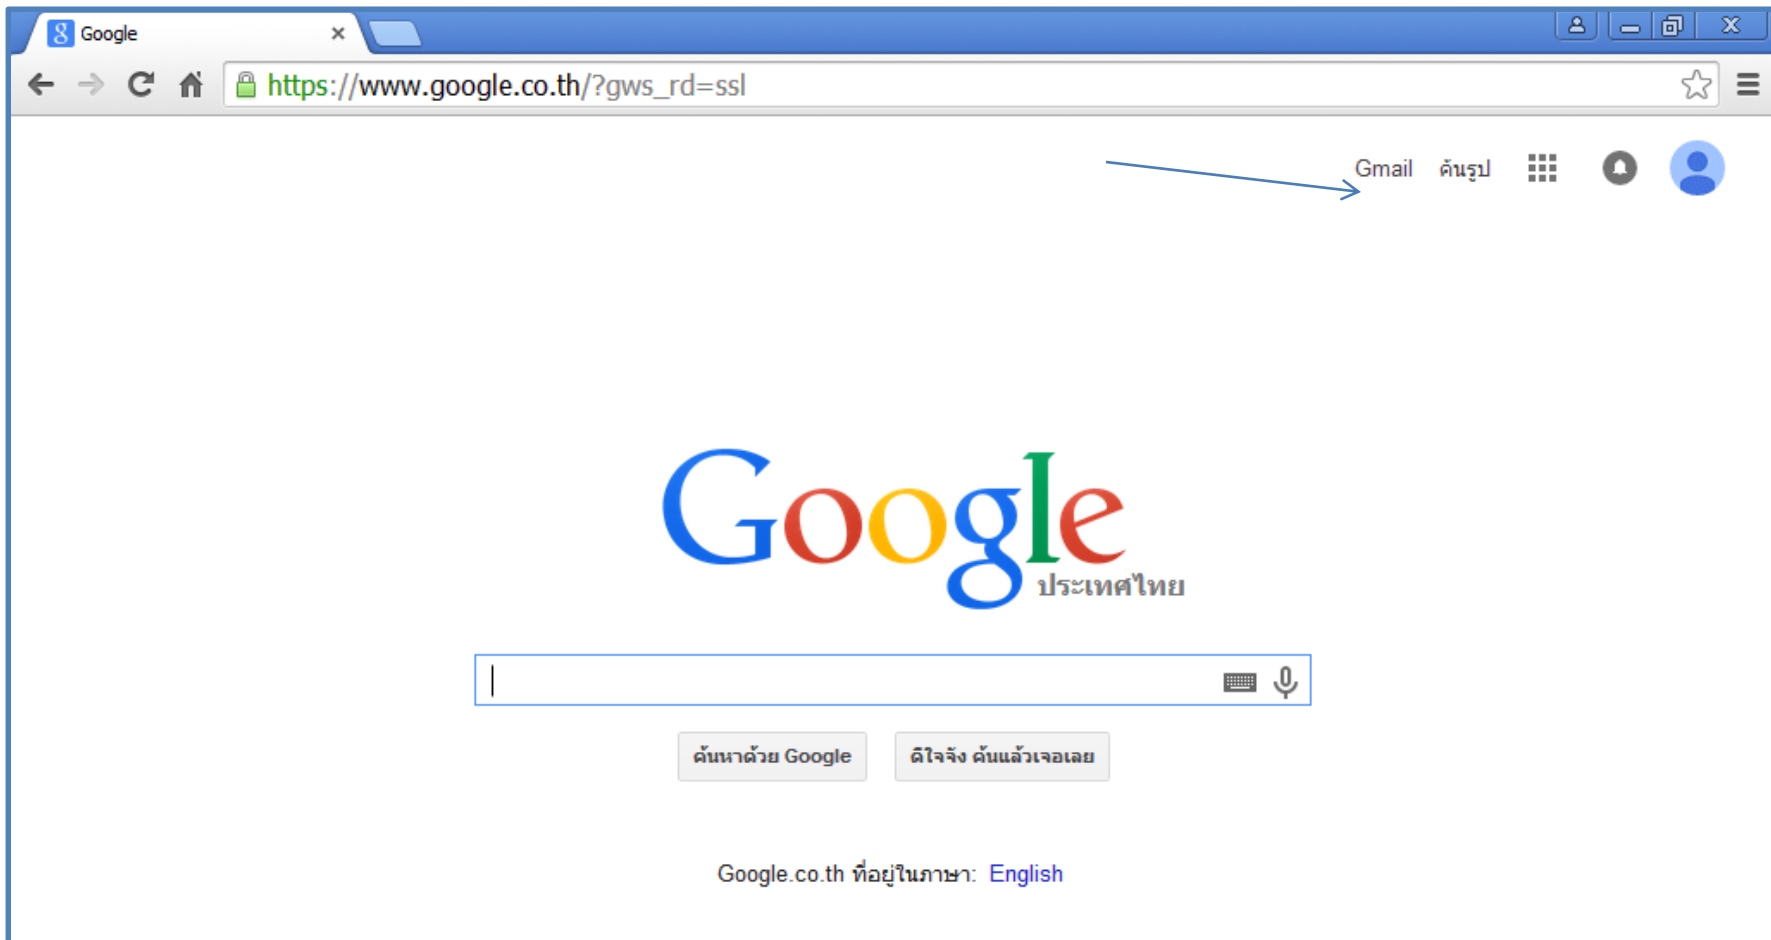 Google
https://www.google.co.th/?gws_rd=ssl
Gmail ค้นรูป
Google
ประเทศไทย
ค้นหาด้วย Google ดีใจจัง ค้นแล้วเจอเลย
Google.co.th ที่อยู่ในภาษา: English